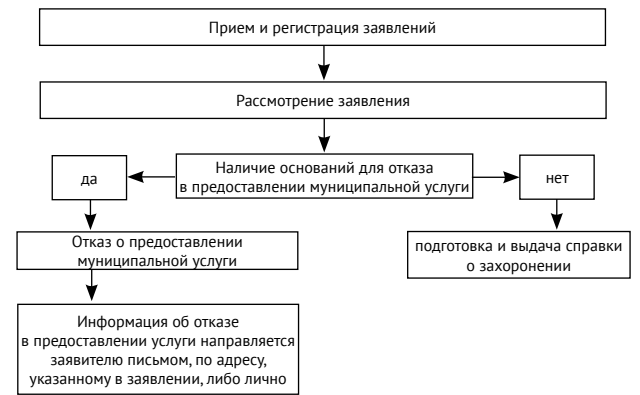 Прием и регистрация заявлений
Рассмотрение заявления
Наличие оснований для отказа
в предоставлении муниципальной услуги
да
нет
Отказ о предоставлении
муниципальной услуги
подготовка и выдача справки
о захоронении
Информация об отказе
в предоставлении услуги направляется
заявителю письмом, по адресу,
указанному в заявлении, либо лично